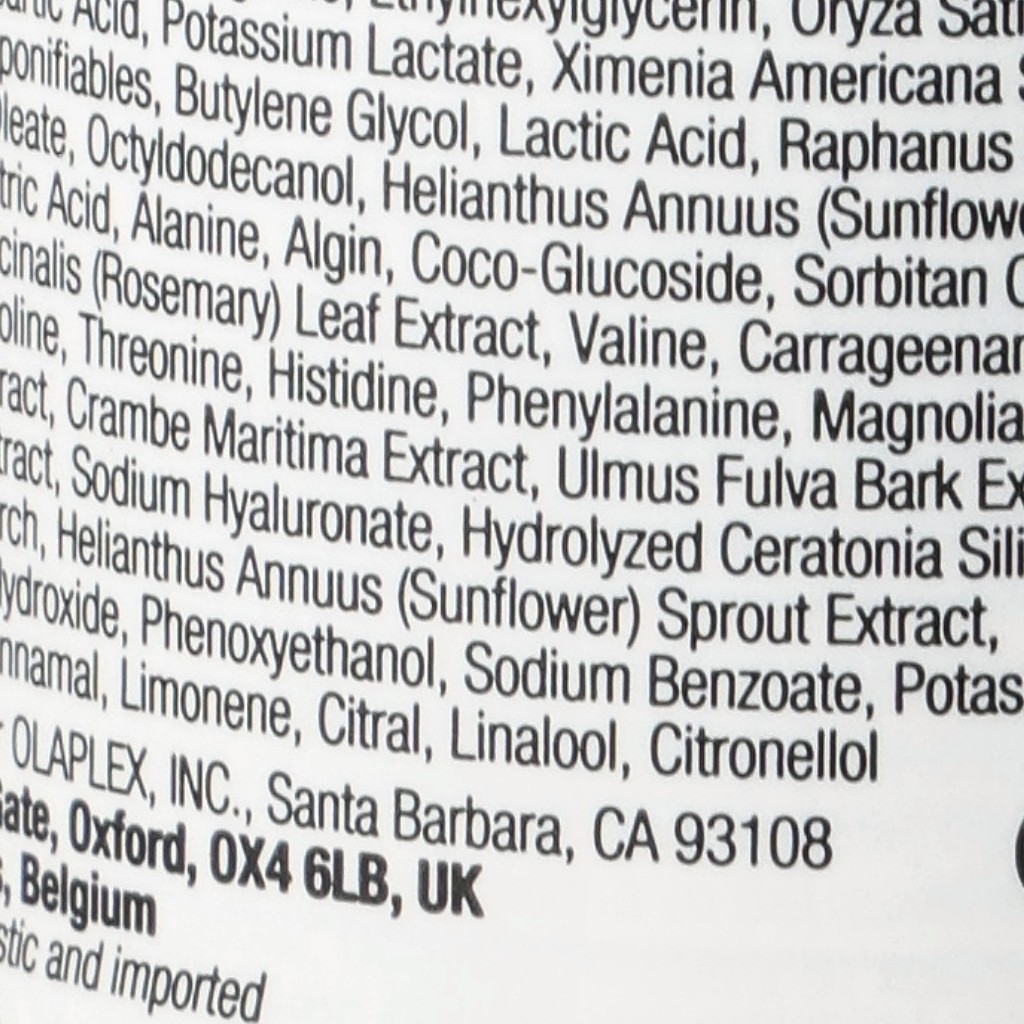 Acid, Potassium Lactate, Ximenia Americana
ponifiables, Butylene Glycol, Lactic Acid, Raphanus
leate, Octyldodecanol, Helianthus Annuus (Sunflowe
tric Acid, Alanine, Algin, Coco-Glucoside, Sorbitan
cinalis (Rosemary) Leaf Extract, Valine, Carrageenan
oline, Threonine, Histidine, Phenylalanine, Magnolia
ract, Crambe Maritima Extract, Ulmus Fulva Bark Ex
tract, Sodium Hyaluronate, Hydrolyzed Ceratonia Sili
rch, Helianthus Annuus (Sunflower) Sprout Extract,
ydroxide, Phenoxyethanol, Sodium Benzoate, Potas
nnamal, Limonene, Citral, Linalool, Citronellol
r OLAPLEX, INC., Santa Barbara, CA 93108
ate, Oxford, OX4 6LB, UK
, Belgium
stic and imported